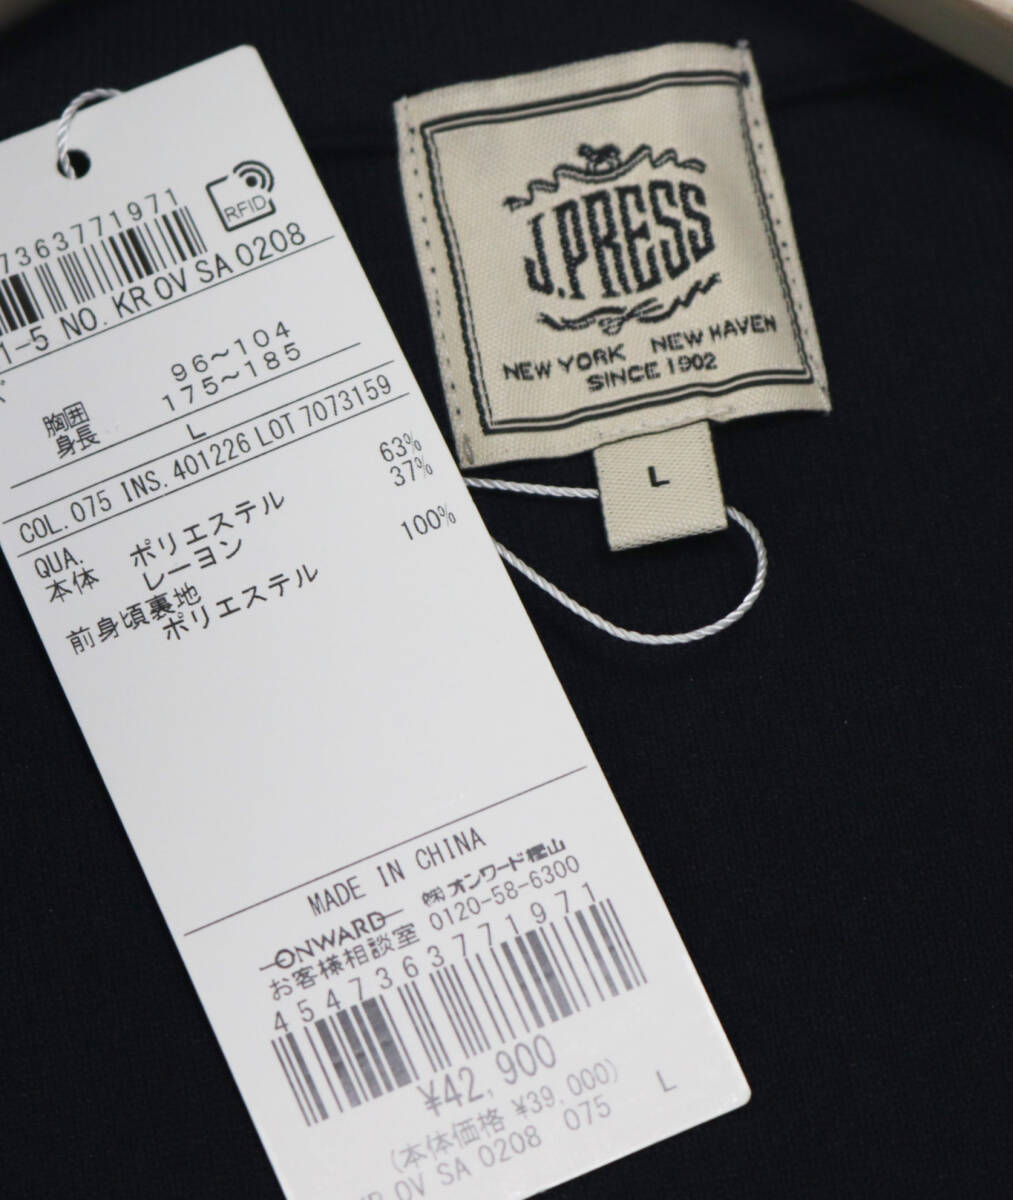 7363771971
RFID
1-5 NO. KR OV SA 0208
胸囲 96~104
身長 175~185
L
COL. 075 INS. 401226 LOT 7073159
QUA.
本体 ポリエステル 63%
レーヨン 37%
前身頃裏地
ポリエステル 100%
MADE IN CHINA
ONWARD ㈱オンワード樫山
お客様相談室 0120-58-6300
4547363771971
¥42,900
(本体価格 ¥39,000)
KR OV SA 0208 075 L
J.PRESS
NEW YORK NEW HAVEN
SINCE 1902
L